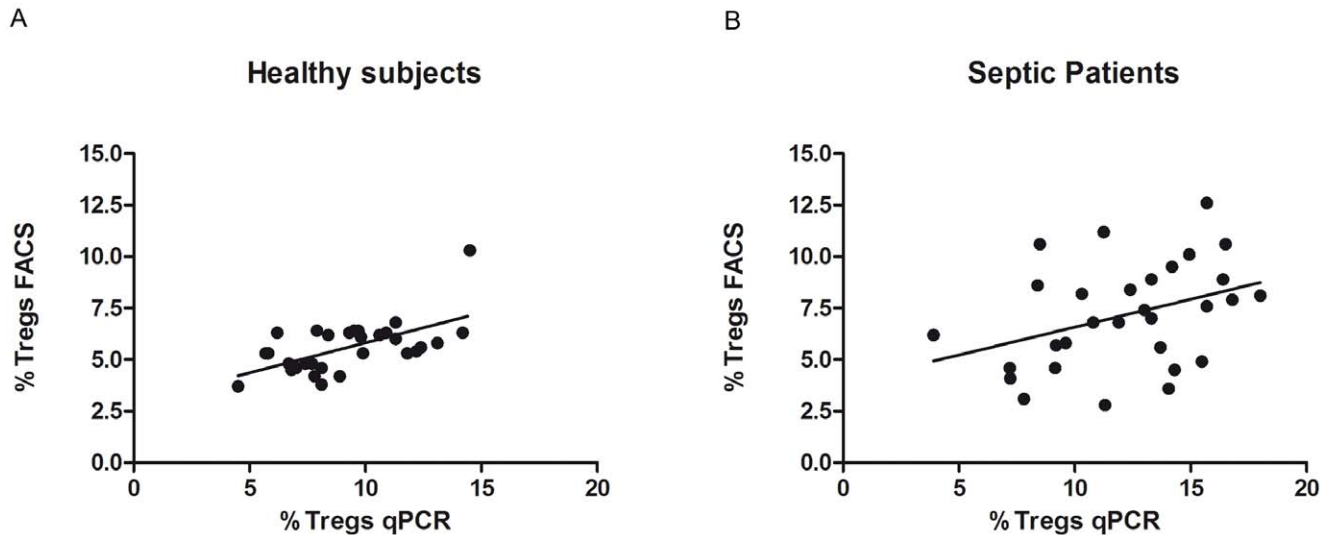 A
Healthy subjects
% Tregs FACS
15.0
12.5
10.0
7.5
5.0
2.5
0.0
0 5 10 15 20
% Tregs qPCR
B
Septic Patients
% Tregs FACS
15.0
12.5
10.0
7.5
5.0
2.5
0.0
0 5 10 15 20
% Tregs qPCR